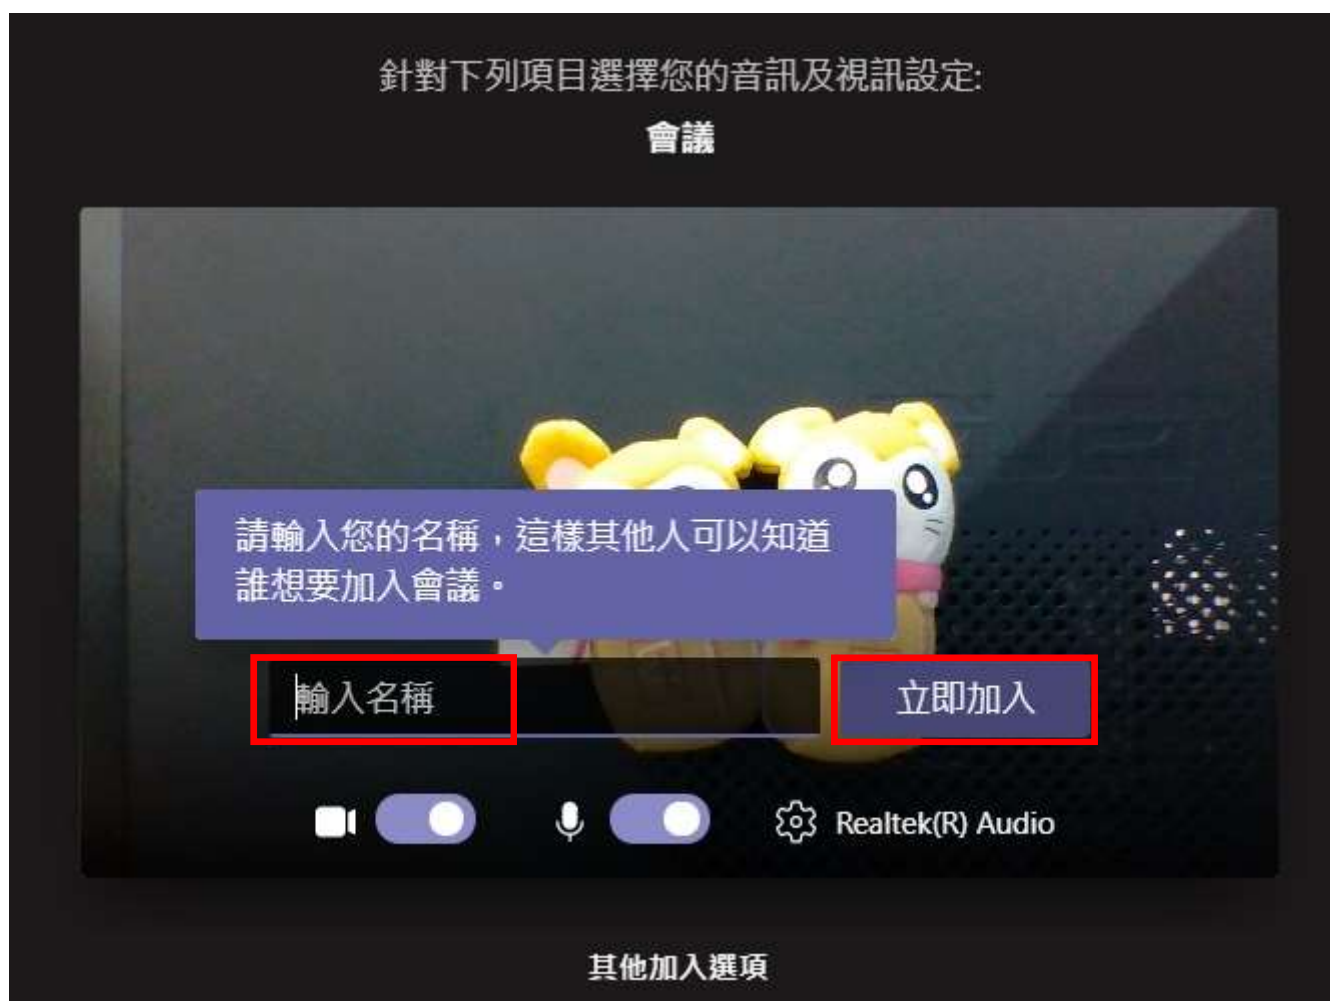 針對下列項目選擇您的音訊及視訊設定:
會議
請輸入您的名稱，這樣其他人可以知道
誰想要加入會議。
輸入名稱
立即加入
Realtek(R) Audio
其他加入選項